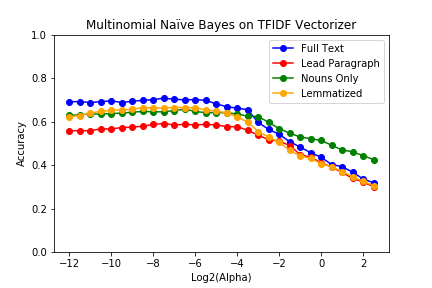 Multinomial Naïve Bayes on TFIDF Vectorizer
Full Text
Lead Paragraph
Nouns Only
Lemmatized
Accuracy
1.0
0.8
0.6
0.4
0.2
0.0
−12 −10 −8 −6 −4 −2 0 2
Log2(Alpha)